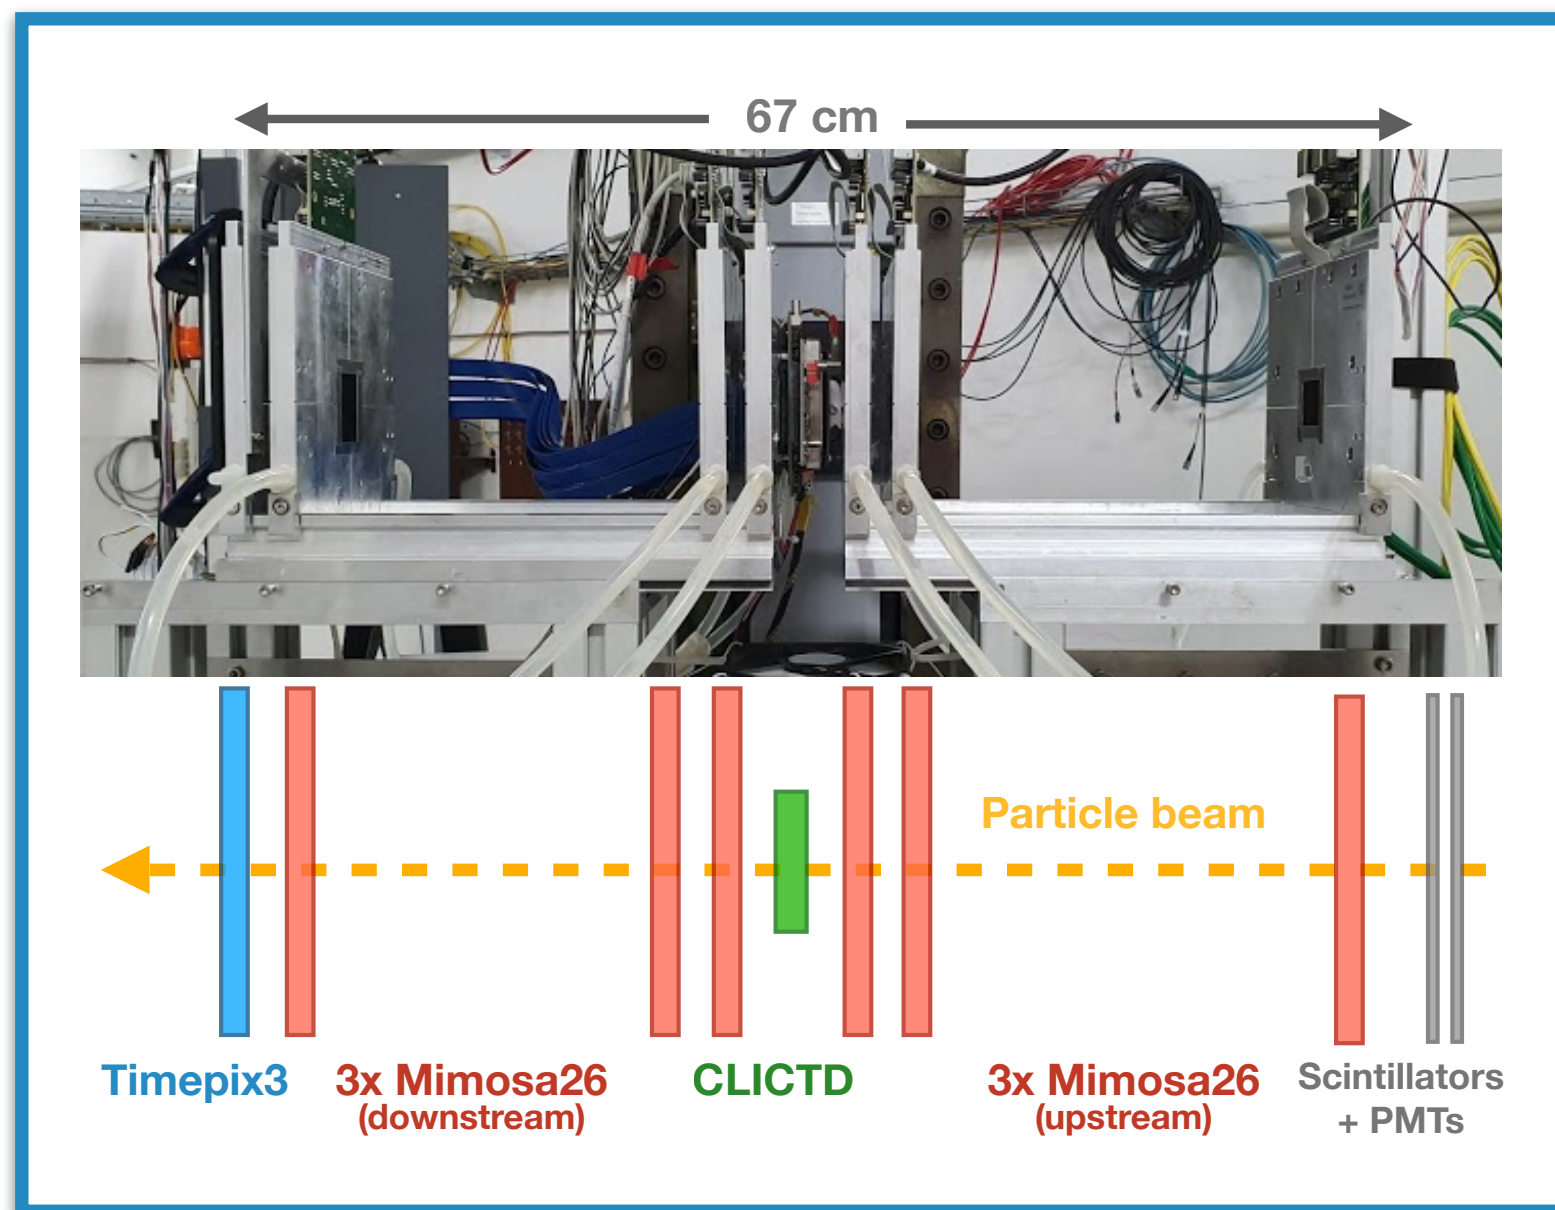 67 cm
Particle beam
Timepix3
3x Mimosa26
(downstream)
CLICTD
3x Mimosa26
(upstream)
Scintillators
+ PMTs